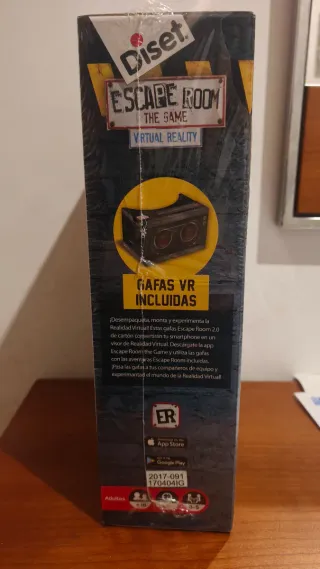 Diset
ESCAPE ROOM
THE GAME
VIRTUAL REALITY
GAFAS VR
INCLUIDAS
¡Desempaqueta, monta y experimenta la
Realidad Virtual! Estas gafas Escape Room 2.0
de cartón convertirán tu smartphone en un
visor de Realidad Virtual. Descárgate la app
Escape Room the Game y utiliza las gafas
con las aventuras Escape Room incluidas.
¡Pasa las gafas a tus compañeros de equipo y
experimentad el mundo de la Realidad Virtual!
ER
App Store
Google Play
2017-091
170404IG
Adultos